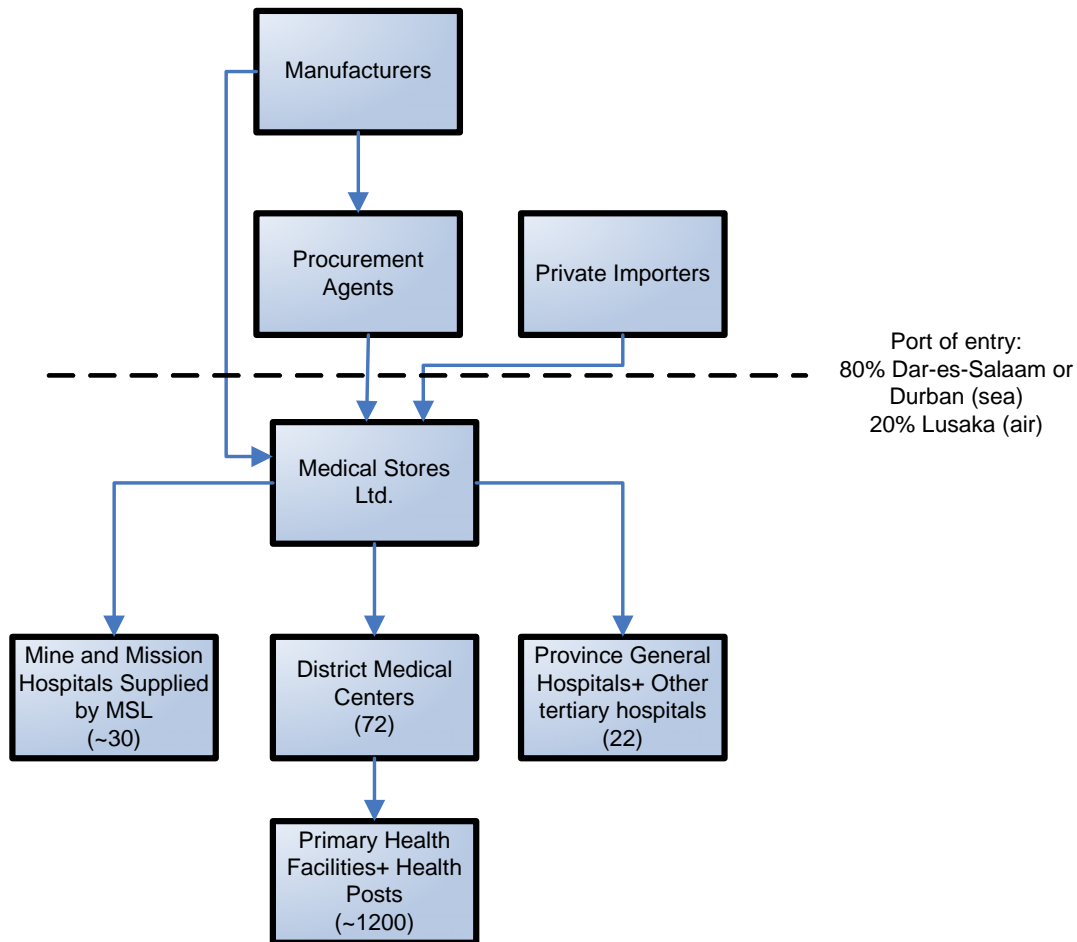 Manufacturers
Procurement
Agents
Private Importers
Port of entry:
80% Dar-es-Salaam or
Durban (sea)
20% Lusaka (air)
Medical Stores
Ltd.
Mine and Mission
Hospitals Supplied
by MSL
(~30)
District Medical
Centers
(72)
Province General
Hospitals+ Other
tertiary hospitals
(22)
Primary Health
Facilities+ Health
Posts
(~1200)